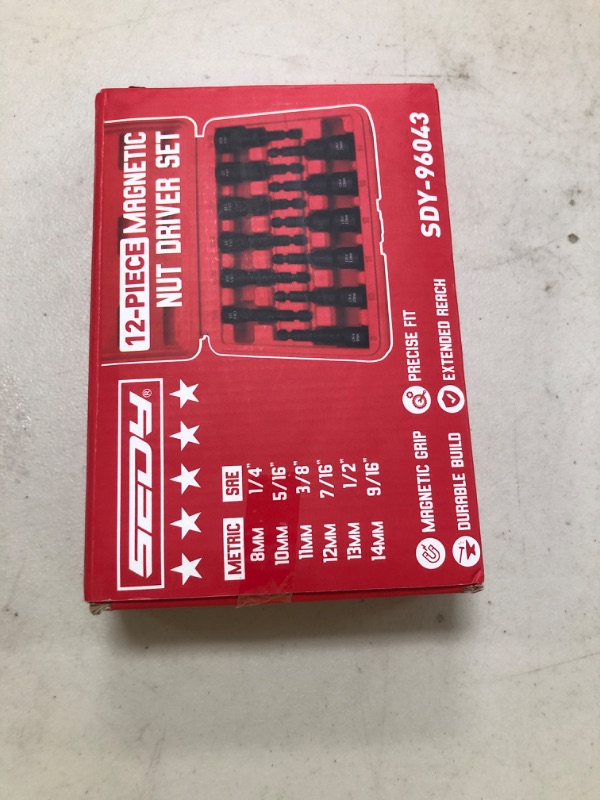 SEDY®
12-PIECE MAGNETIC
NUT DRIVER SET
METRIC SAE
8MM 1/4"
10MM 5/16"
11MM 3/8"
12MM 7/16"
13MM 1/2"
14MM 9/16"
MAGNETIC GRIP
PRECISE FIT
DURABLE BUILD
EXTENDED REACH
SDY-96043